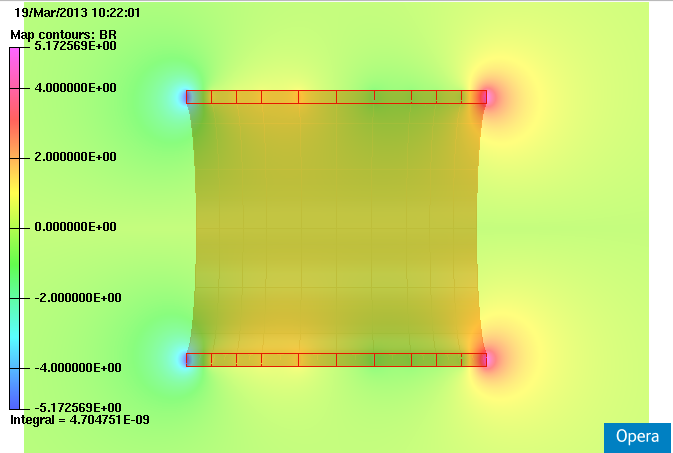 19/Mar/2013 10:22:01
Map contours: BR
5.172569E+00
4.000000E+00
2.000000E+00
0.000000E+00
-2.000000E+00
-4.000000E+00
-5.172569E+00
Integral = 4.704751E-09
Opera